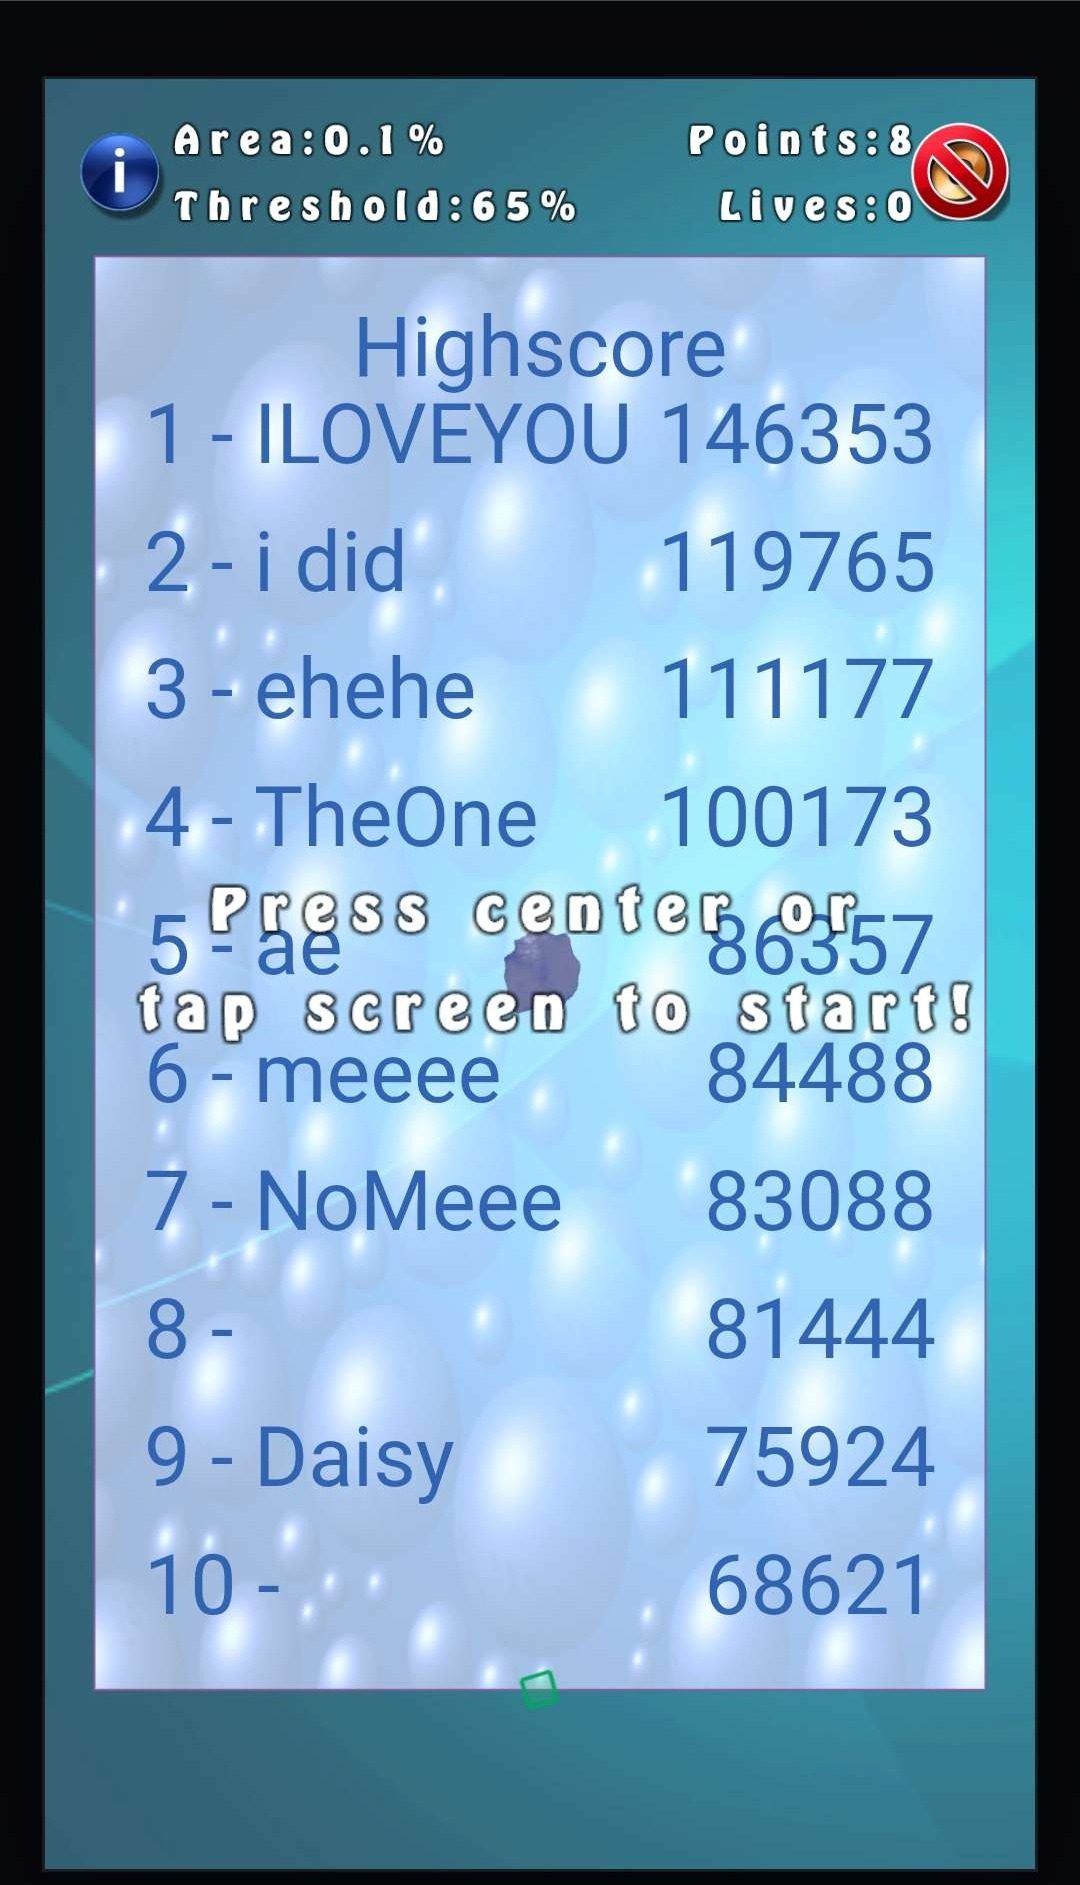 Area:0.1%
Points:8
Threshold:65%
Lives:0
Highscore
1 - ILOVEYOU 146353
2 - i did 119765
3 - ehehe 111177
4 - TheOne 100173
Press center or
5 - ae 86357
tap screen to start!
6 - meeee 84488
7 - NoMeee 83088
8 - 81444
9 - Daisy 75924
10 - 68621